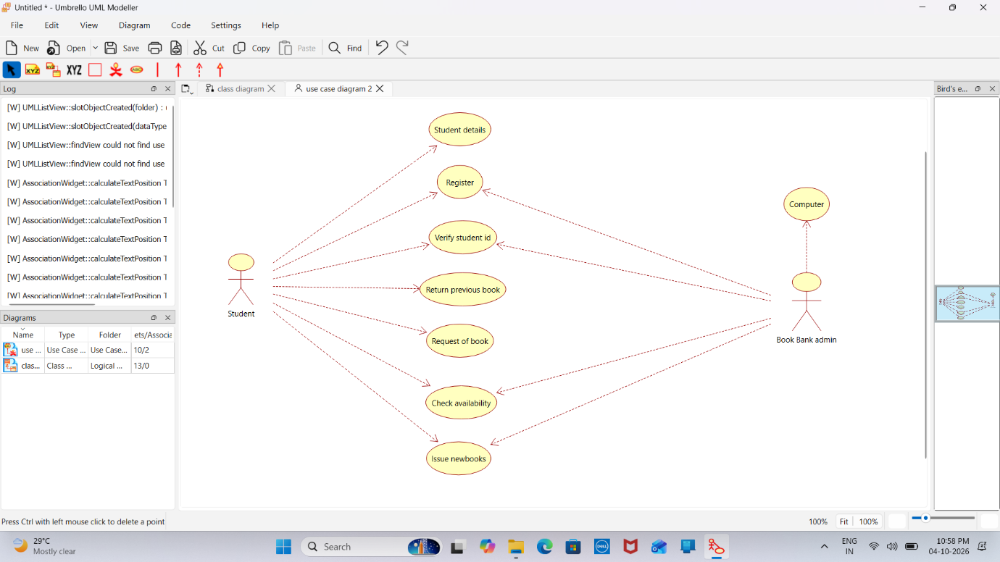 Untitled * - Umbrello UML Modeller
File Edit View Diagram Code Settings Help
New Open Save Cut Copy Paste Find
XYZ XYZ XYZ ABC
Log
class diagram use case diagram 2
Bird's e...
[W] UMLListView::slotObjectCreated(folder) :
[W] UMLListView::slotObjectCreated(dataType
[W] UMLListView::findView could not find use
[W] UMLListView::findView could not find use
[W] AssociationWidget::calculateTextPosition T
[W] AssociationWidget::calculateTextPosition T
[W] AssociationWidget::calculateTextPosition T
[W] AssociationWidget::calculateTextPosition T
[W] AssociationWidget::calculateTextPosition T
[W] AssociationWidget::calculateTextPosition T
[W] AssociationWidget::calculateTextPosition T
Diagrams
Name Type Folder ets/Associa
use ... Use Case ... Use Case... 10/2
clas... Class ... Logical ... 13/0
Student details
Register
Computer
Verify student id
Return previous book
Student
Request of book
Book Bank admin
Check availability
Issue newbooks
Press Ctrl with left mouse click to delete a point
100% Fit 100%
29°C
Mostly clear
Search
DELL
ENG
IN
10:58 PM
04-10-2026